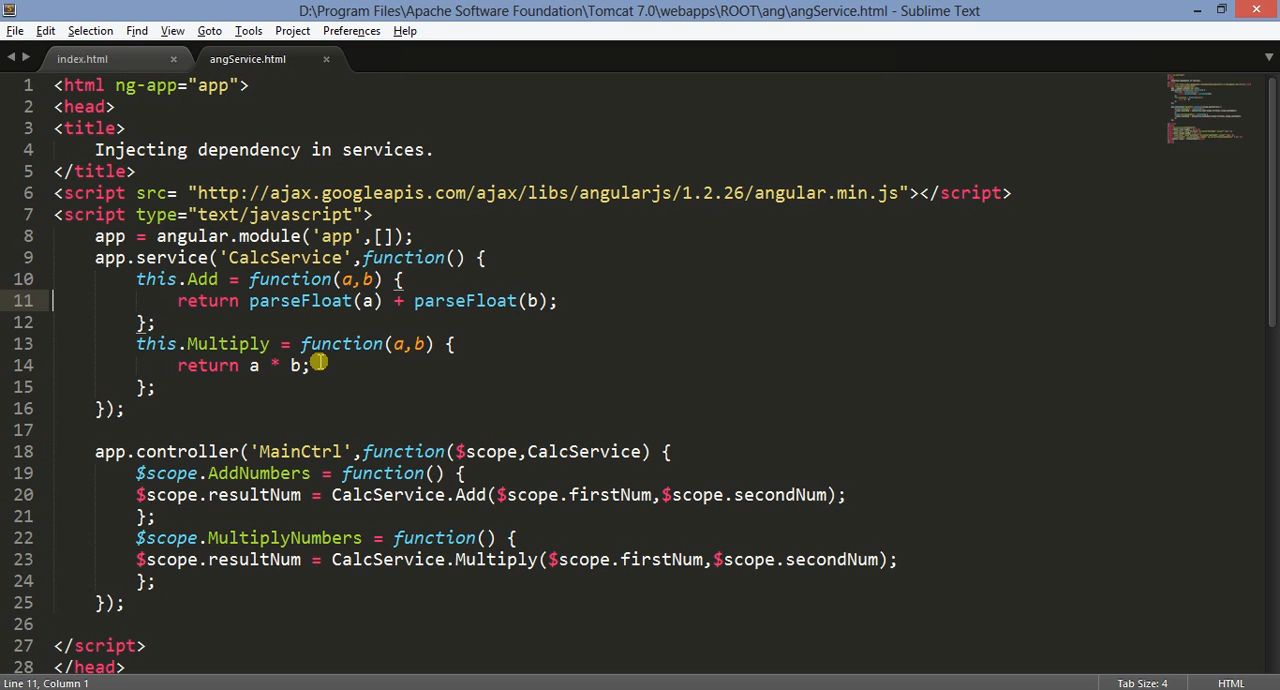 D:\Program Files\Apache Software Foundation\Tomcat 7.0\webapps\ROOT\ang\angService.html - Sublime Text
File Edit Selection Find View Goto Tools Project Preferences Help
index.html × angService.html ×
1 <html ng-app="app">
2 <head>
3 <title>
4 Injecting dependency in services.
5 </title>
6 <script src= "http://ajax.googleapis.com/ajax/libs/angularjs/1.2.26/angular.min.js"></script>
7 <script type="text/javascript">
8 app = angular.module('app',[]);
9 app.service('CalcService',function() {
10 this.Add = function(a,b) {
11 return parseFloat(a) + parseFloat(b);
12 };
13 this.Multiply = function(a,b) {
14 return a * b;
15 };
16 });
17
18 app.controller('MainCtrl',function($scope,CalcService) {
19 $scope.AddNumbers = function() {
20 $scope.resultNum = CalcService.Add($scope.firstNum,$scope.secondNum);
21 };
22 $scope.MultiplyNumbers = function() {
23 $scope.resultNum = CalcService.Multiply($scope.firstNum,$scope.secondNum);
24 };
25 });
26
27 </script>
28 </head>
Line 11, Column 1 Tab Size: 4 HTML